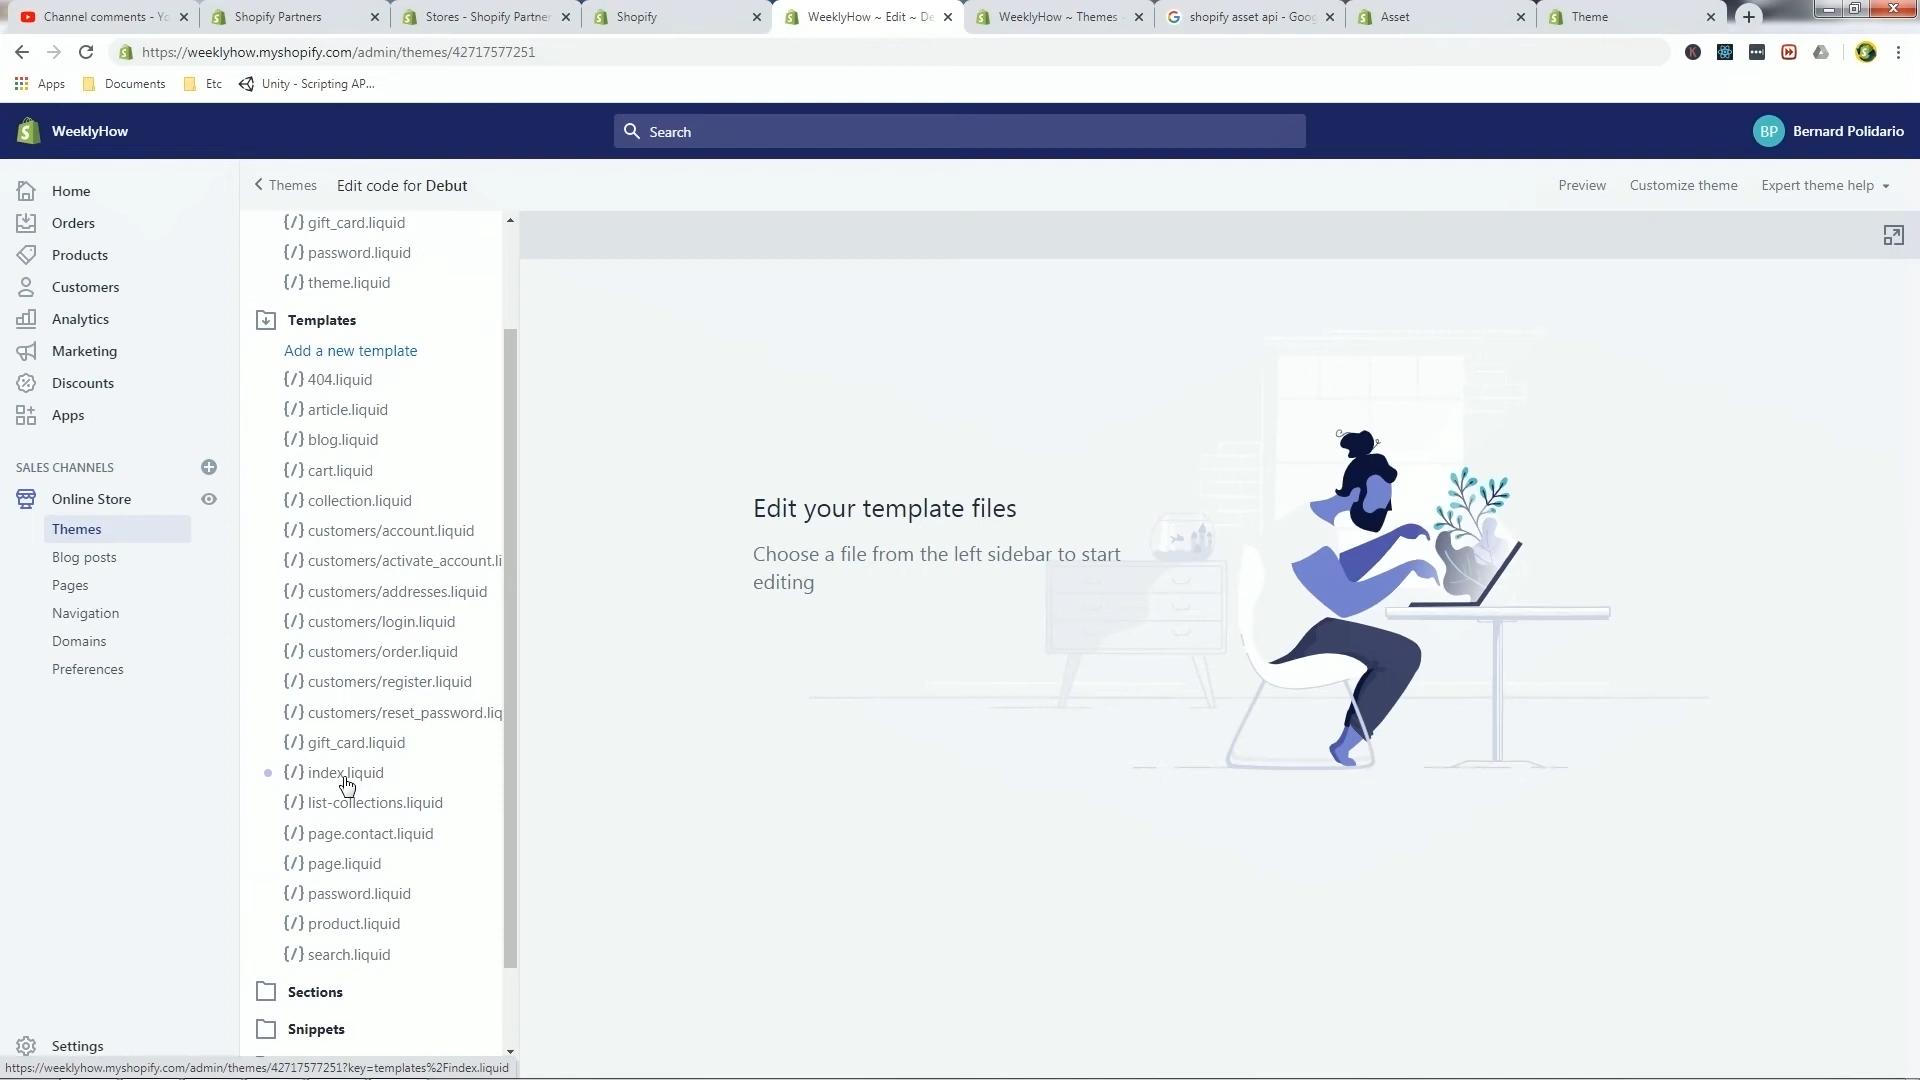 Channel comments - Yo
Shopify Partners
Stores - Shopify Partner
Shopify
WeeklyHow ~ Edit ~ De
WeeklyHow ~ Themes
shopify asset api - Goog
Asset
Theme
https://weeklyhow.myshopify.com/admin/themes/42717577251
Apps
Documents
Etc
Unity - Scripting AP...
WeeklyHow
Search
BP
Bernard Polidario
Home
Orders
Products
Customers
Analytics
Marketing
Discounts
Apps
SALES CHANNELS
Online Store
Themes
Blog posts
Pages
Navigation
Domains
Preferences
Settings
Themes
Edit code for Debut
Preview
Customize theme
Expert theme help
{/} gift_card.liquid
{/} password.liquid
{/} theme.liquid
Templates
Add a new template
{/} 404.liquid
{/} article.liquid
{/} blog.liquid
{/} cart.liquid
{/} collection.liquid
{/} customers/account.liquid
{/} customers/activate_account.li
{/} customers/addresses.liquid
{/} customers/login.liquid
{/} customers/order.liquid
{/} customers/register.liquid
{/} customers/reset_password.liq
{/} gift_card.liquid
{/} index.liquid
{/} list-collections.liquid
{/} page.contact.liquid
{/} page.liquid
{/} password.liquid
{/} product.liquid
{/} search.liquid
Sections
Snippets
Edit your template files
Choose a file from the left sidebar to start
editing
https://weeklyhow.myshopify.com/admin/themes/42717577251?key=templates%2Findex.liquid